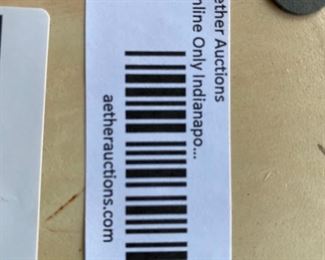 ether Auctions
nline Only Indianapo...
aetherauctions.com